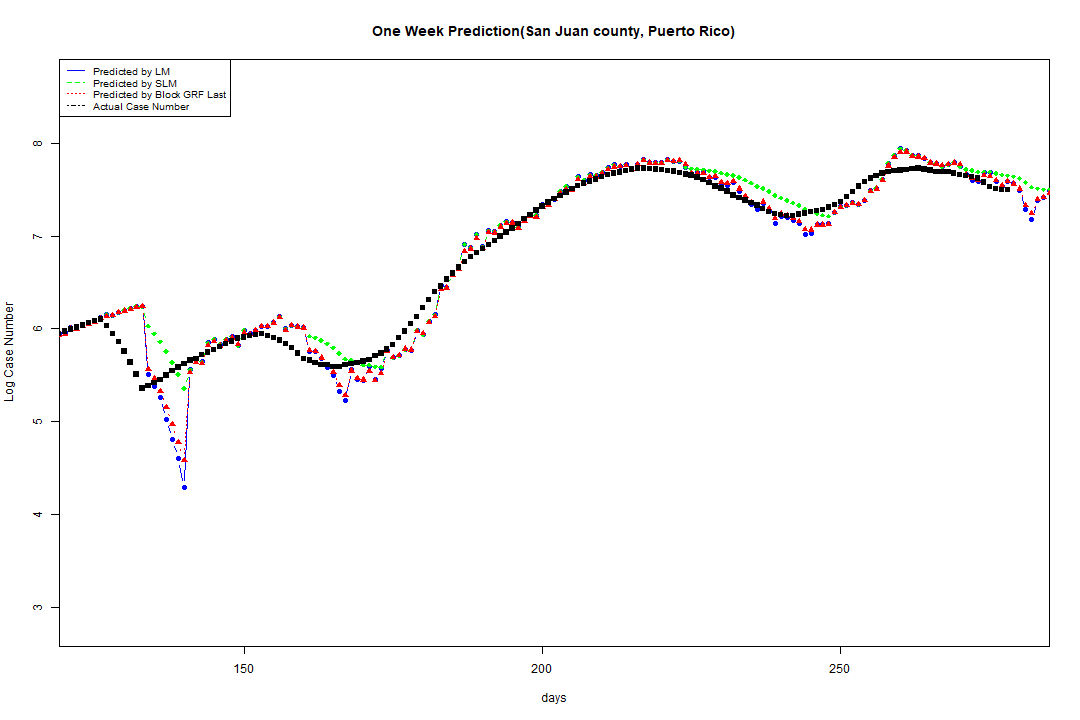 One Week Prediction(San Juan county, Puerto Rico)
Predicted by LM
Predicted by SLM
Predicted by Block GRF Last
Actual Case Number
Log Case Number
8
7
6
5
4
3
150 200 250
days